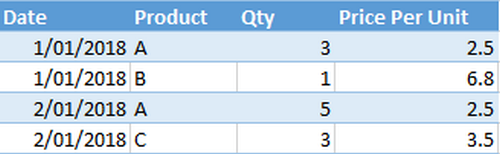 Date Product Qty Price Per Unit
1/01/2018 A 3 2.5
1/01/2018 B 1 6.8
2/01/2018 A 5 2.5
2/01/2018 C 3 3.5